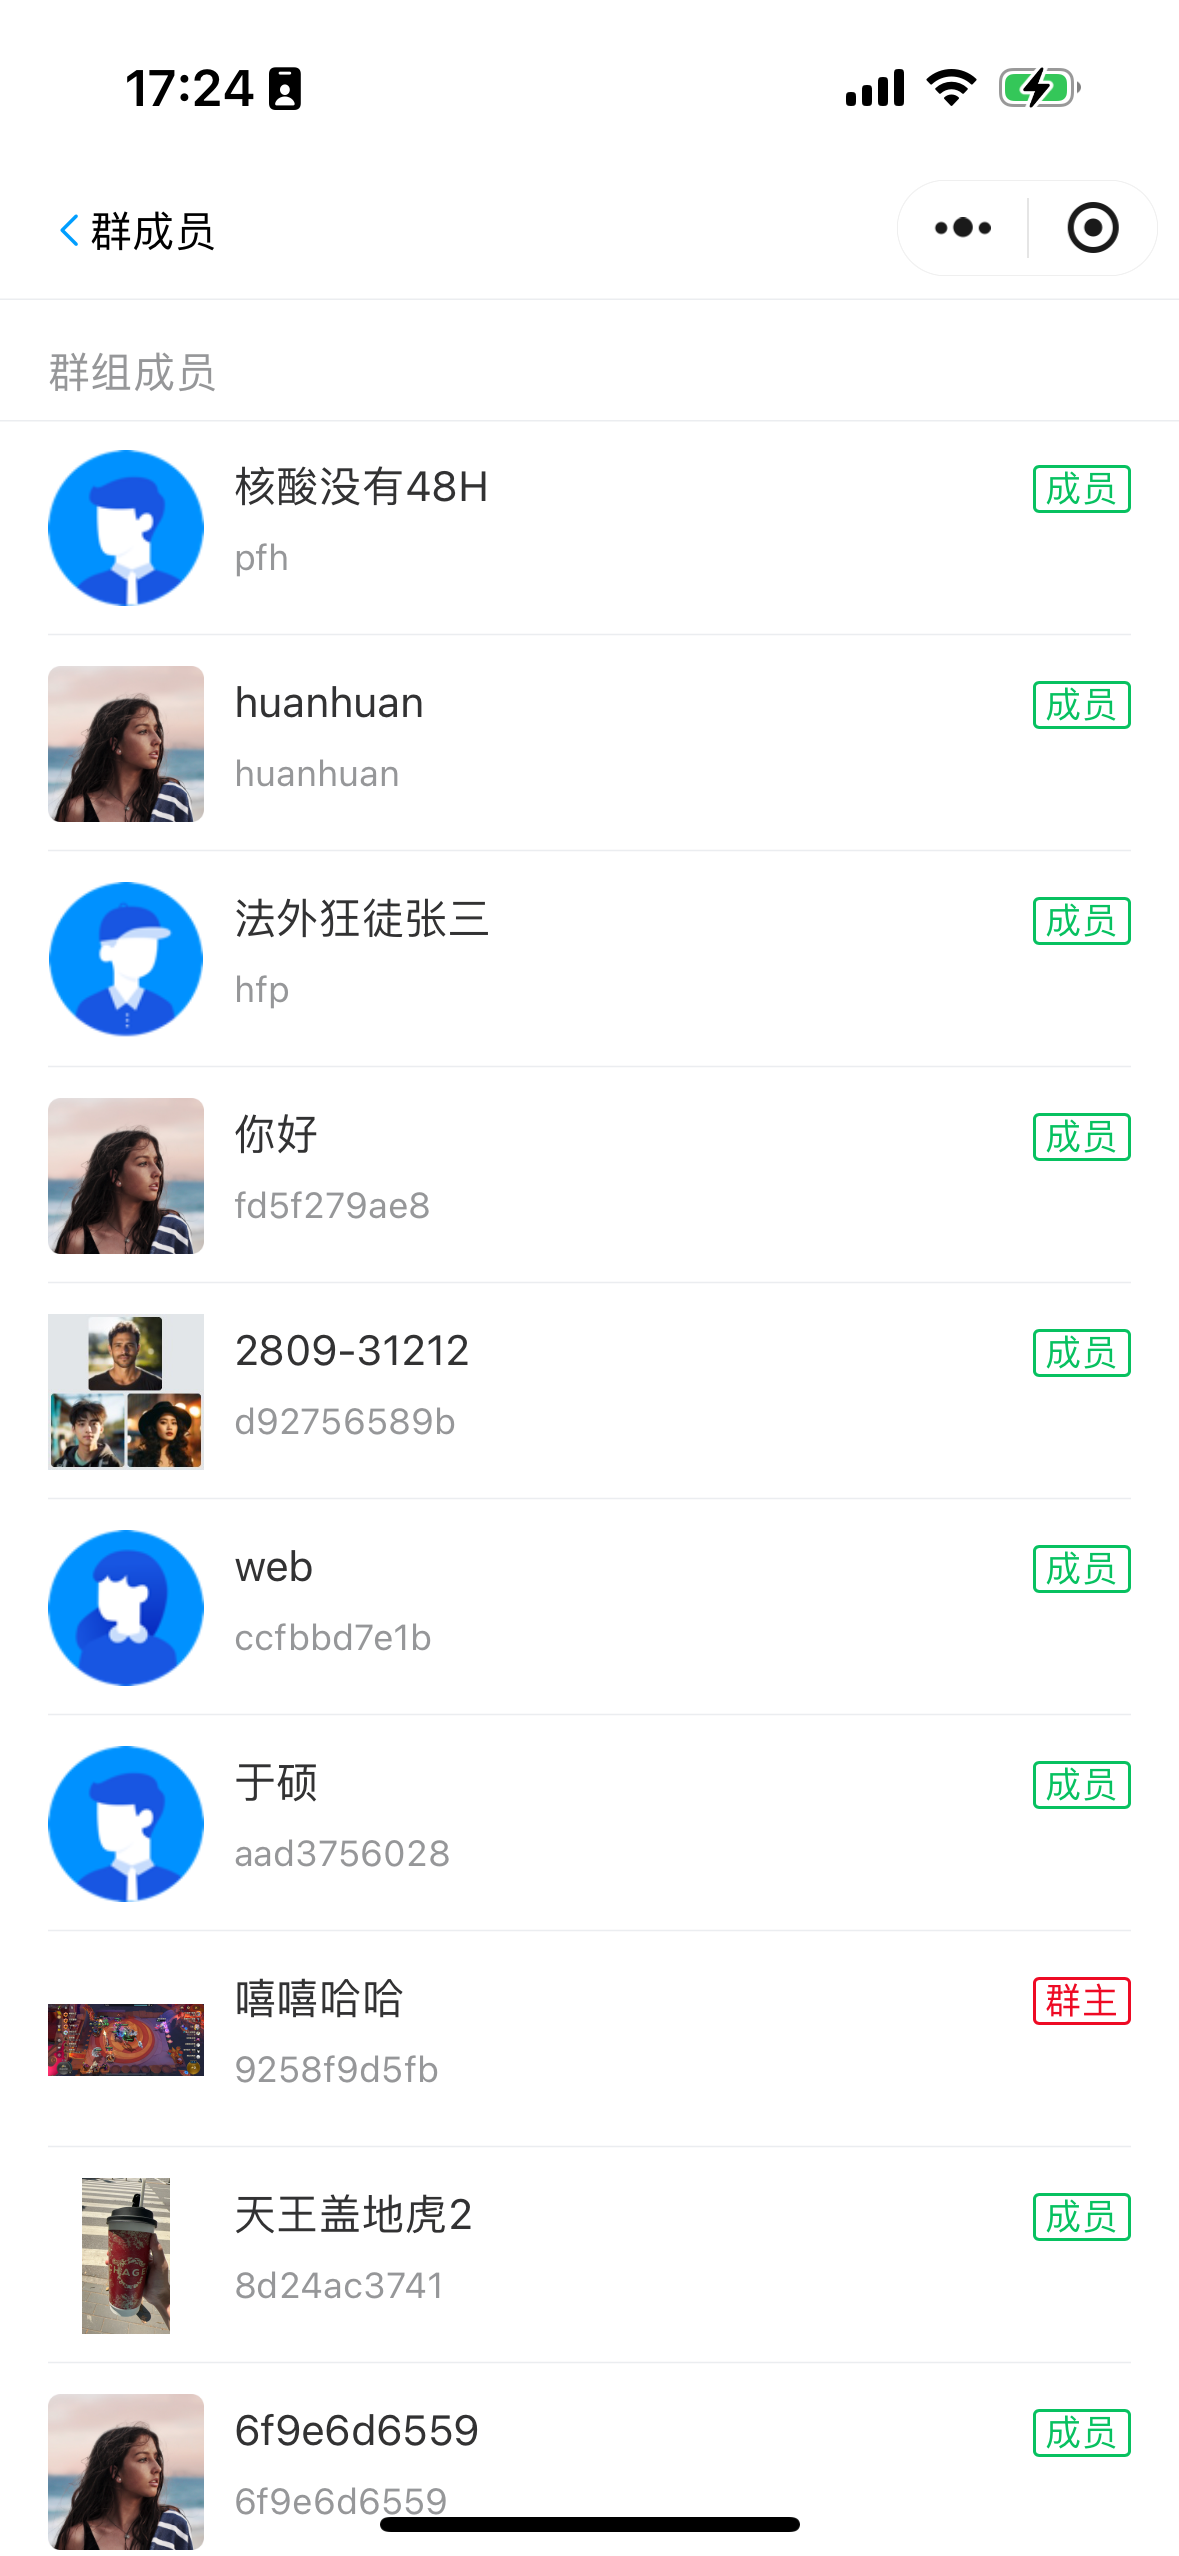 17:24
群成员
群组成员
核酸没有48H
成员
pfh
huanhuan
成员
huanhuan
法外狂徒张三
成员
hfp
你好
成员
fd5f279ae8
2809-31212
成员
d92756589b
web
成员
ccfbbd7e1b
于硕
成员
aad3756028
嘻嘻哈哈
群主
9258f9d5fb
天王盖地虎2
成员
8d24ac3741
6f9e6d6559
成员
6f9e6d6559